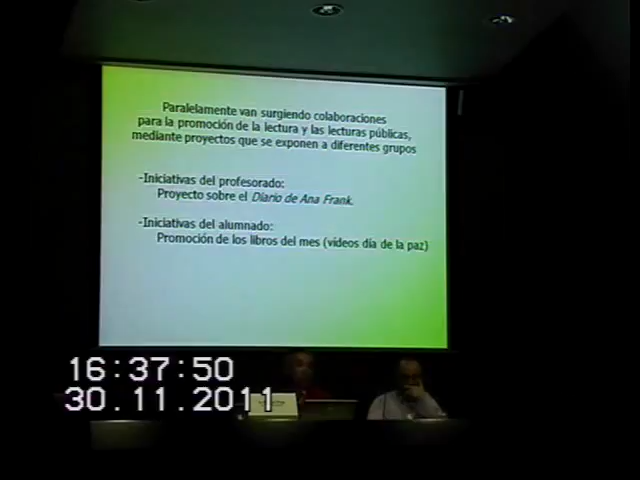 Paralelamente van surgiendo colaboraciones
para la promoción de la lectura y las lecturas públicas,
mediante proyectos que se exponen a diferentes grupos
-Iniciativas del profesorado:
Proyecto sobre el Diario de Ana Frank.
-Iniciativas del alumnado:
Promoción de los libros del mes (vídeos día de la paz)
16:37:50
30.11.2011